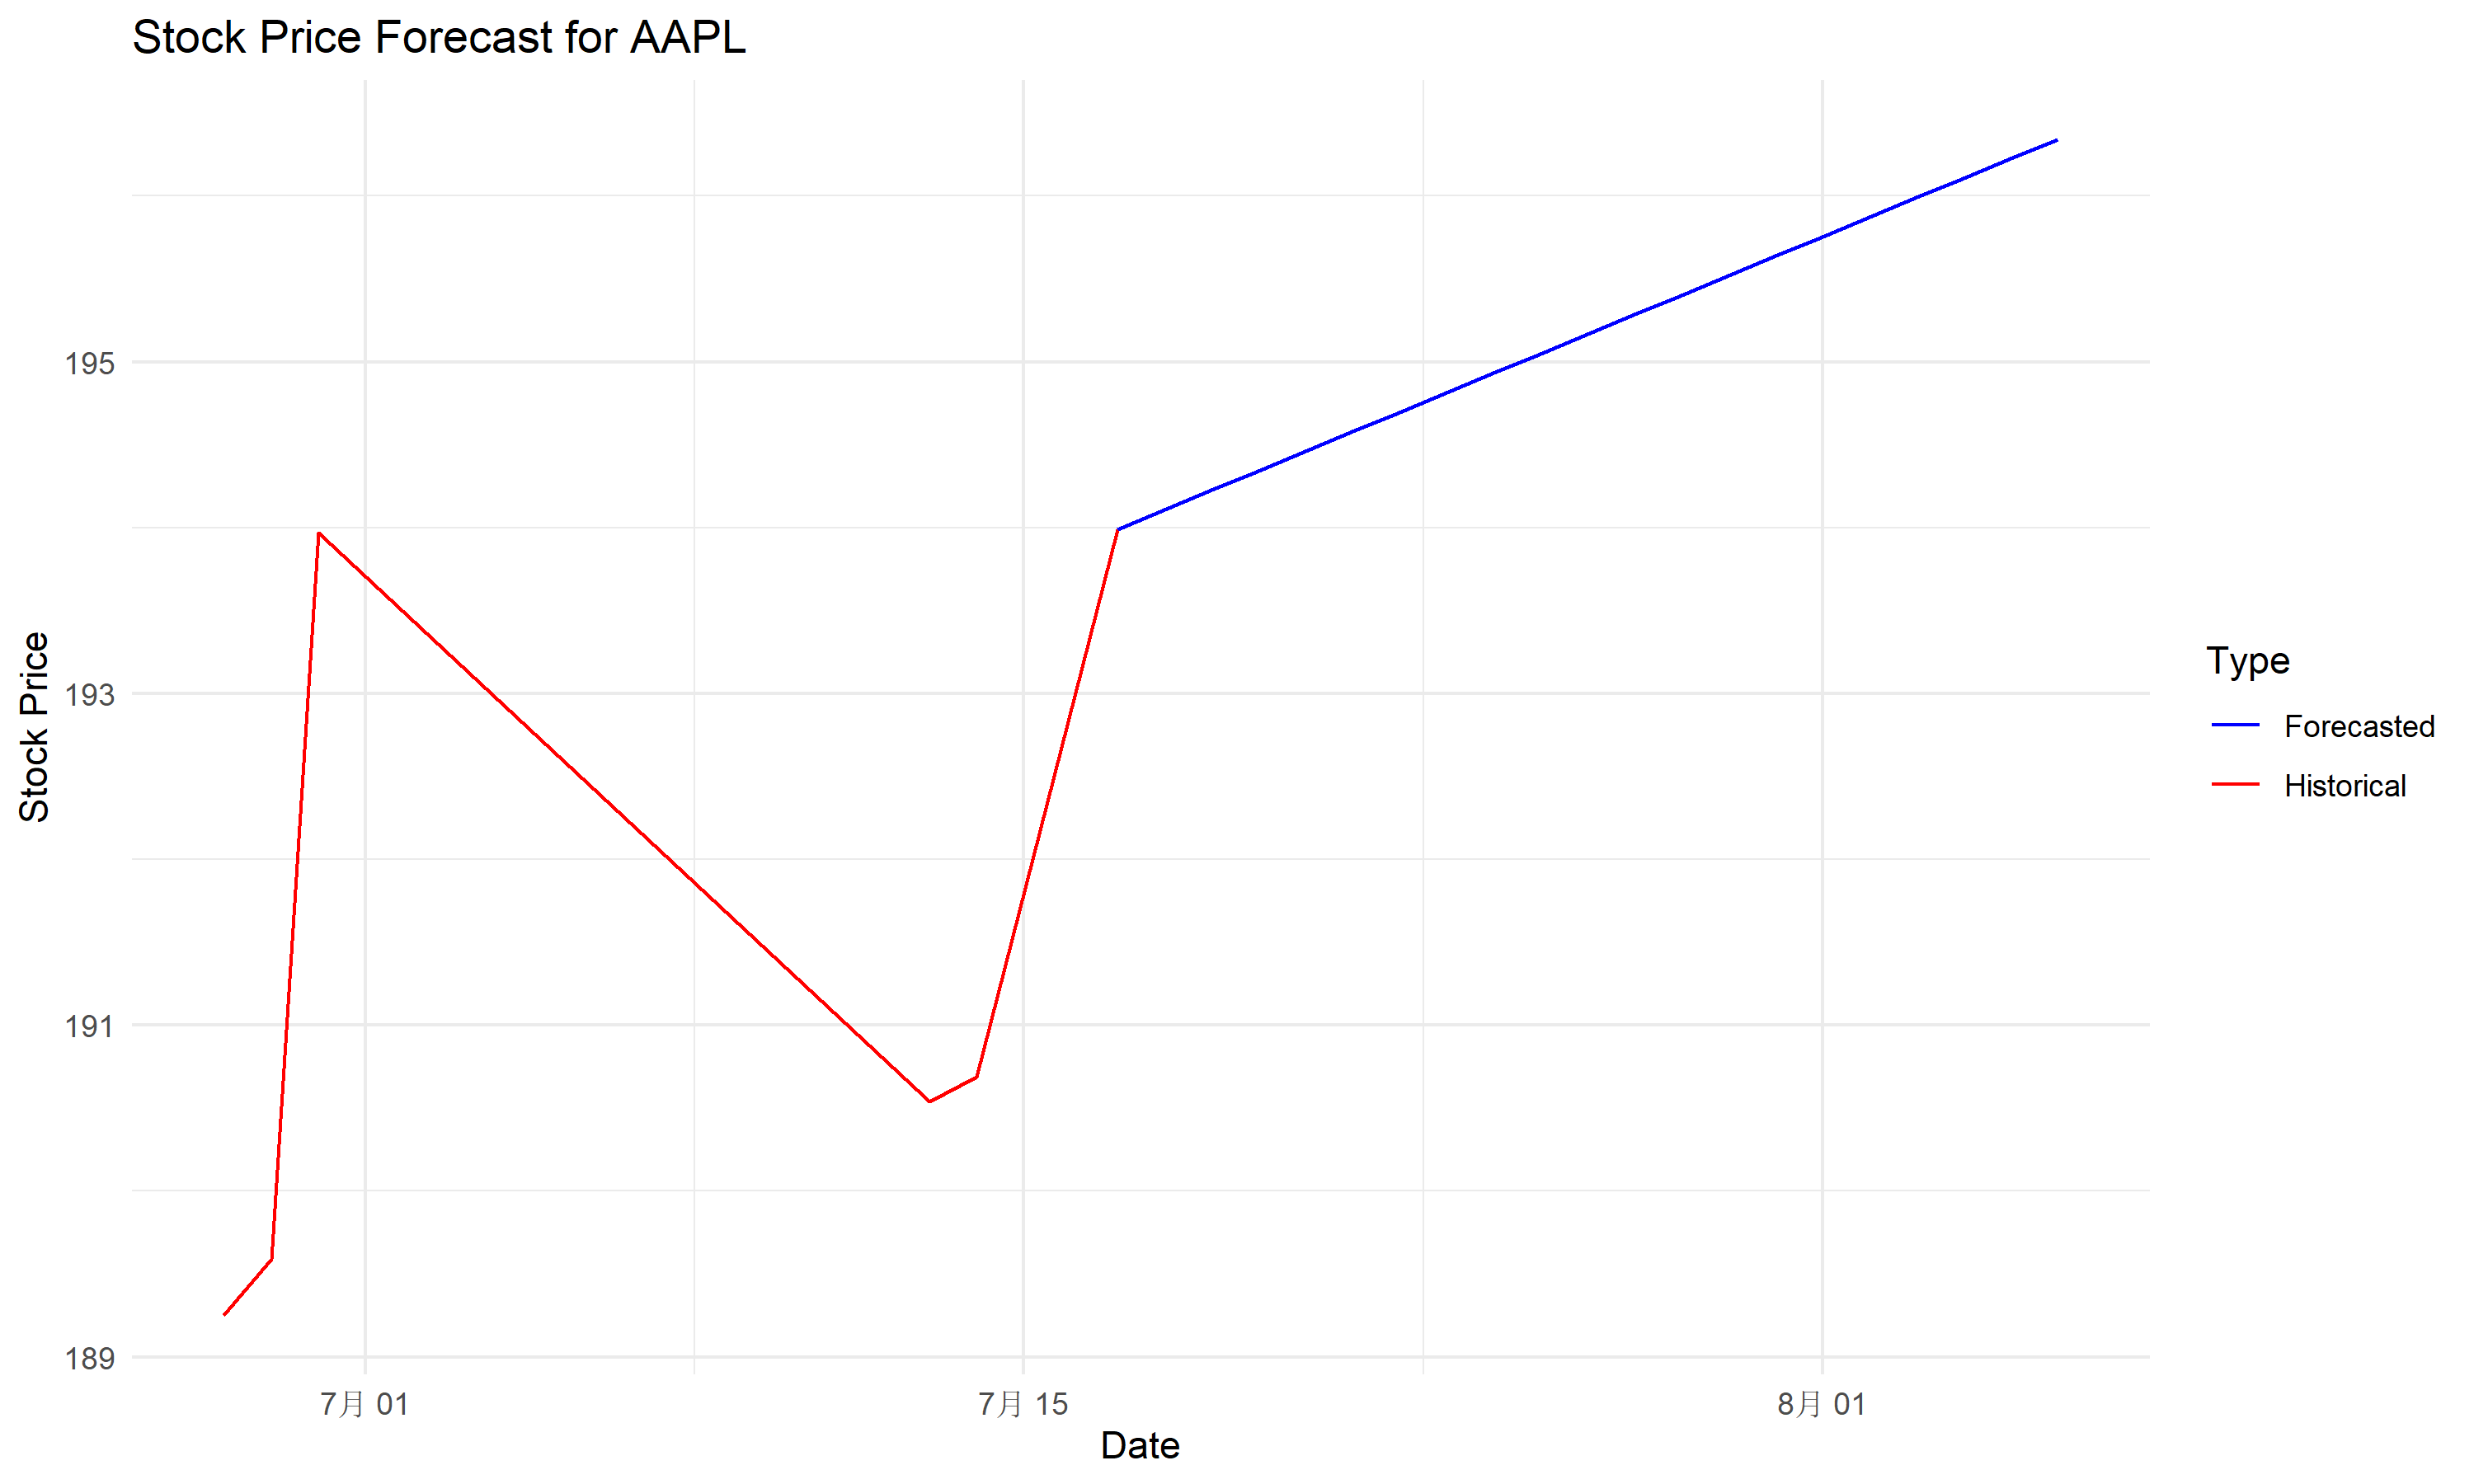 Stock Price Forecast for AAPL
Stock Price
195
193
191
189
7月 01
7月 15
8月 01
Date
Type
Forecasted
Historical